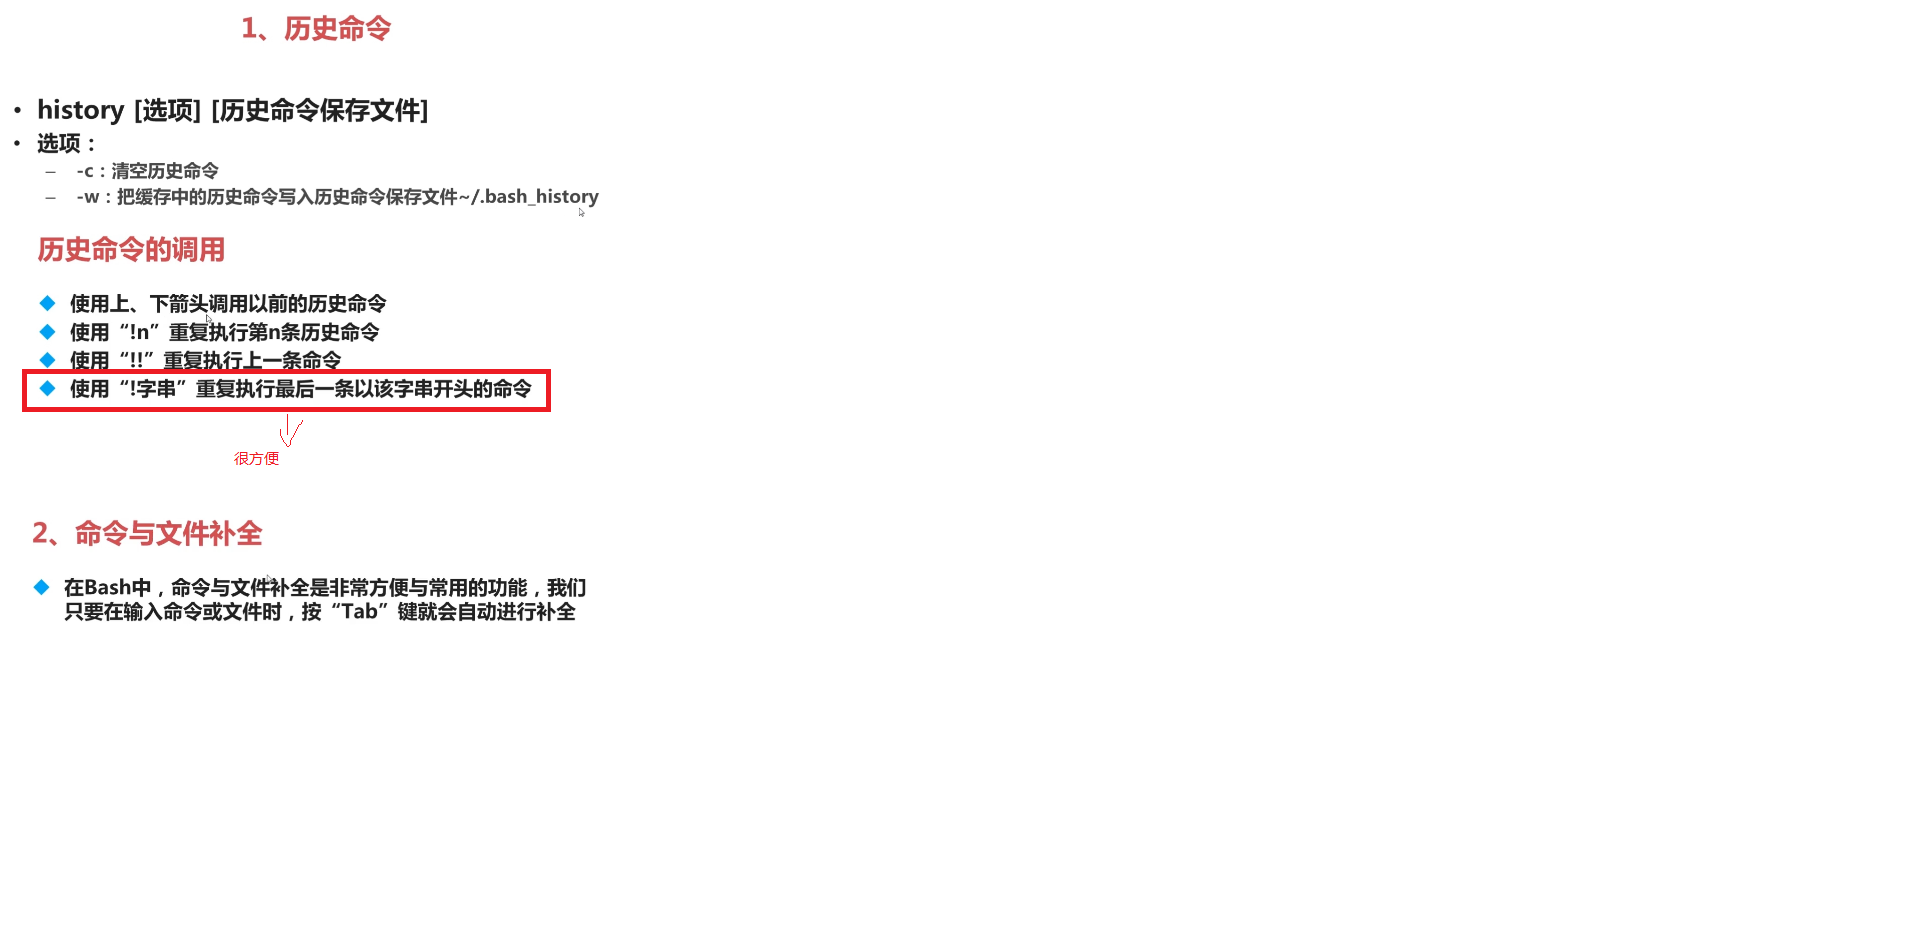 1、历史命令
• history [选项] [历史命令保存文件]
• 选项：
– -c：清空历史命令
– -w：把缓存中的历史命令写入历史命令保存文件~/.bash_history
历史命令的调用
◆ 使用上、下箭头调用以前的历史命令
◆ 使用“!n”重复执行第n条历史命令
◆ 使用“!!”重复执行上一条命令
◆ 使用“!字串”重复执行最后一条以该字串开头的命令
很方便
2、命令与文件补全
◆ 在Bash中，命令与文件补全是非常方便与常用的功能，我们
只要在输入命令或文件时，按“Tab”键就会自动进行补全